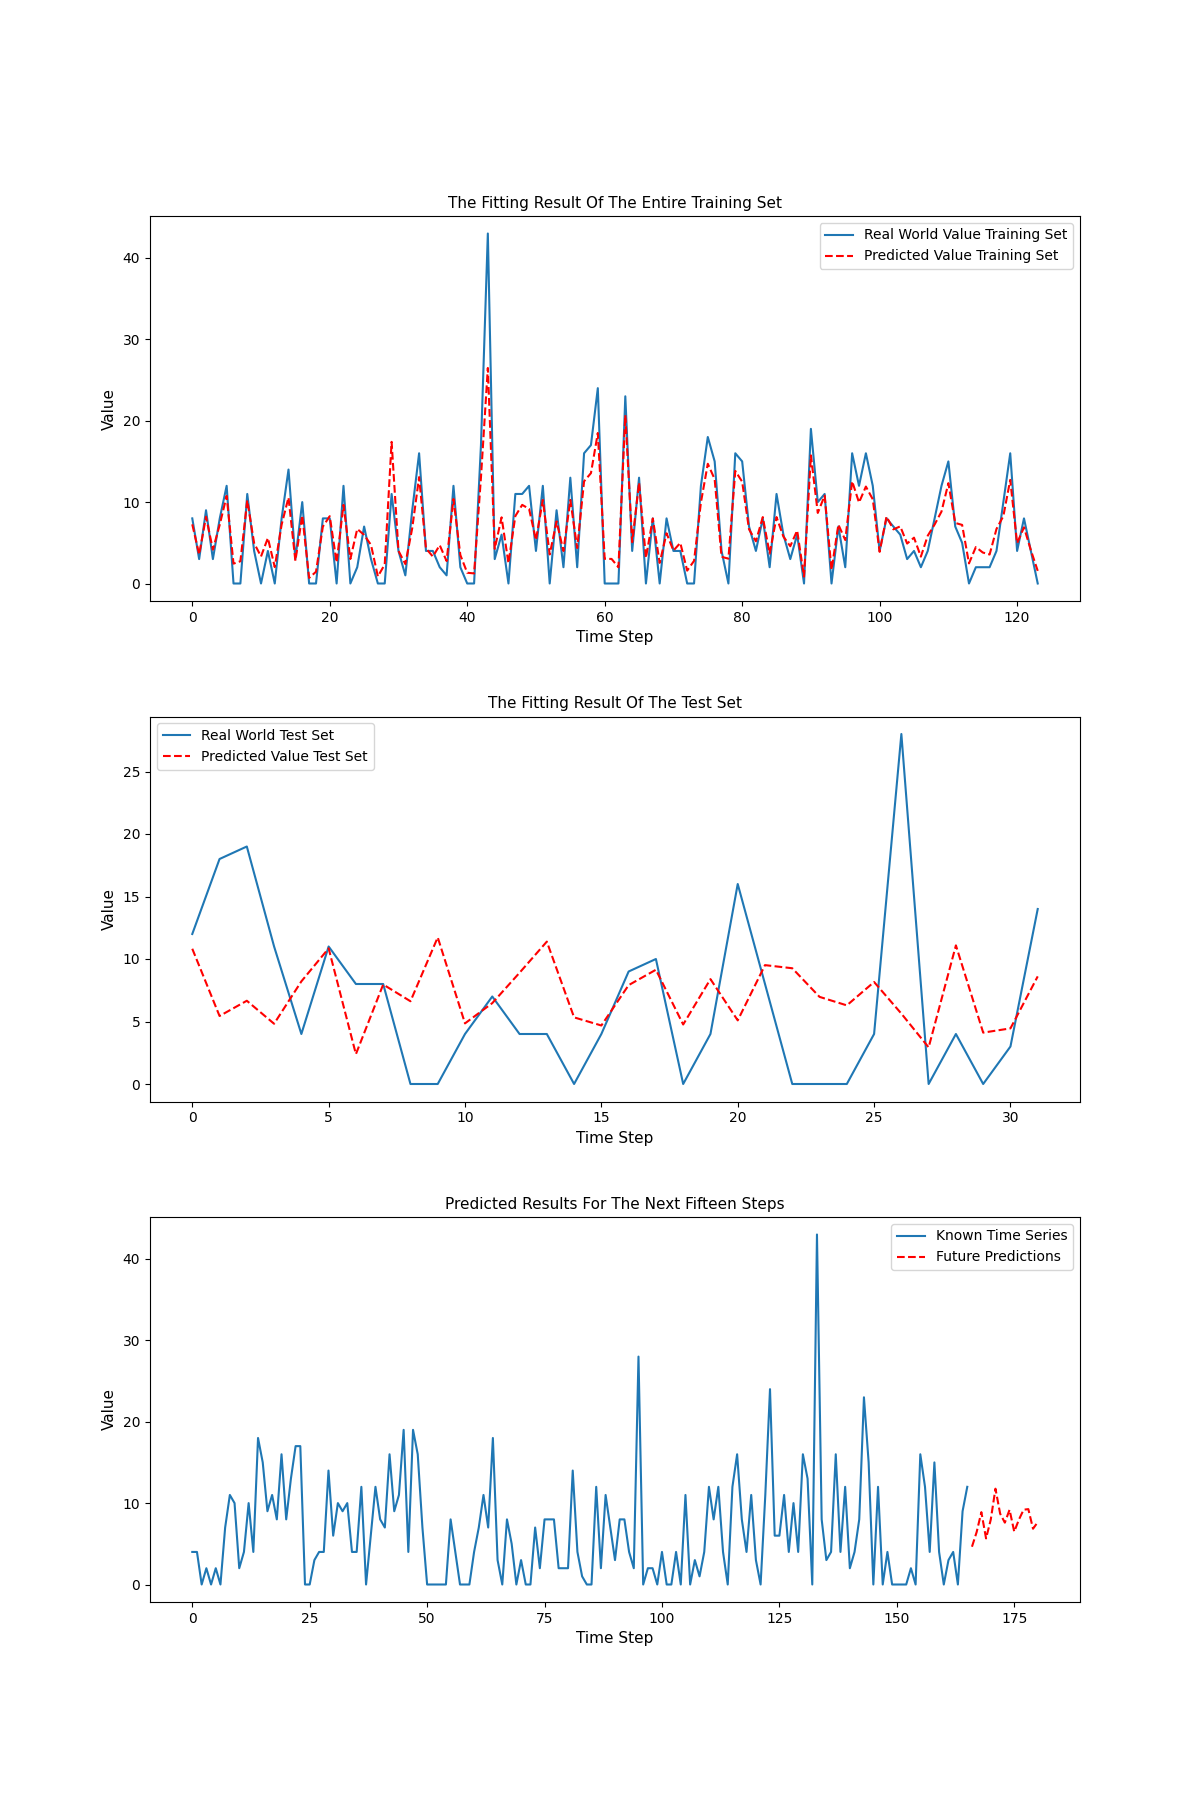 The Fitting Result Of The Entire Training Set
Real World Value Training Set
Predicted Value Training Set
40
30
20
10
0
Value
0 20 40 60 80 100 120
Time Step
The Fitting Result Of The Test Set
Real World Test Set
Predicted Value Test Set
25
20
15
10
5
0
Value
0 5 10 15 20 25 30
Time Step
Predicted Results For The Next Fifteen Steps
Known Time Series
Future Predictions
40
30
20
10
0
Value
0 25 50 75 100 125 150 175
Time Step